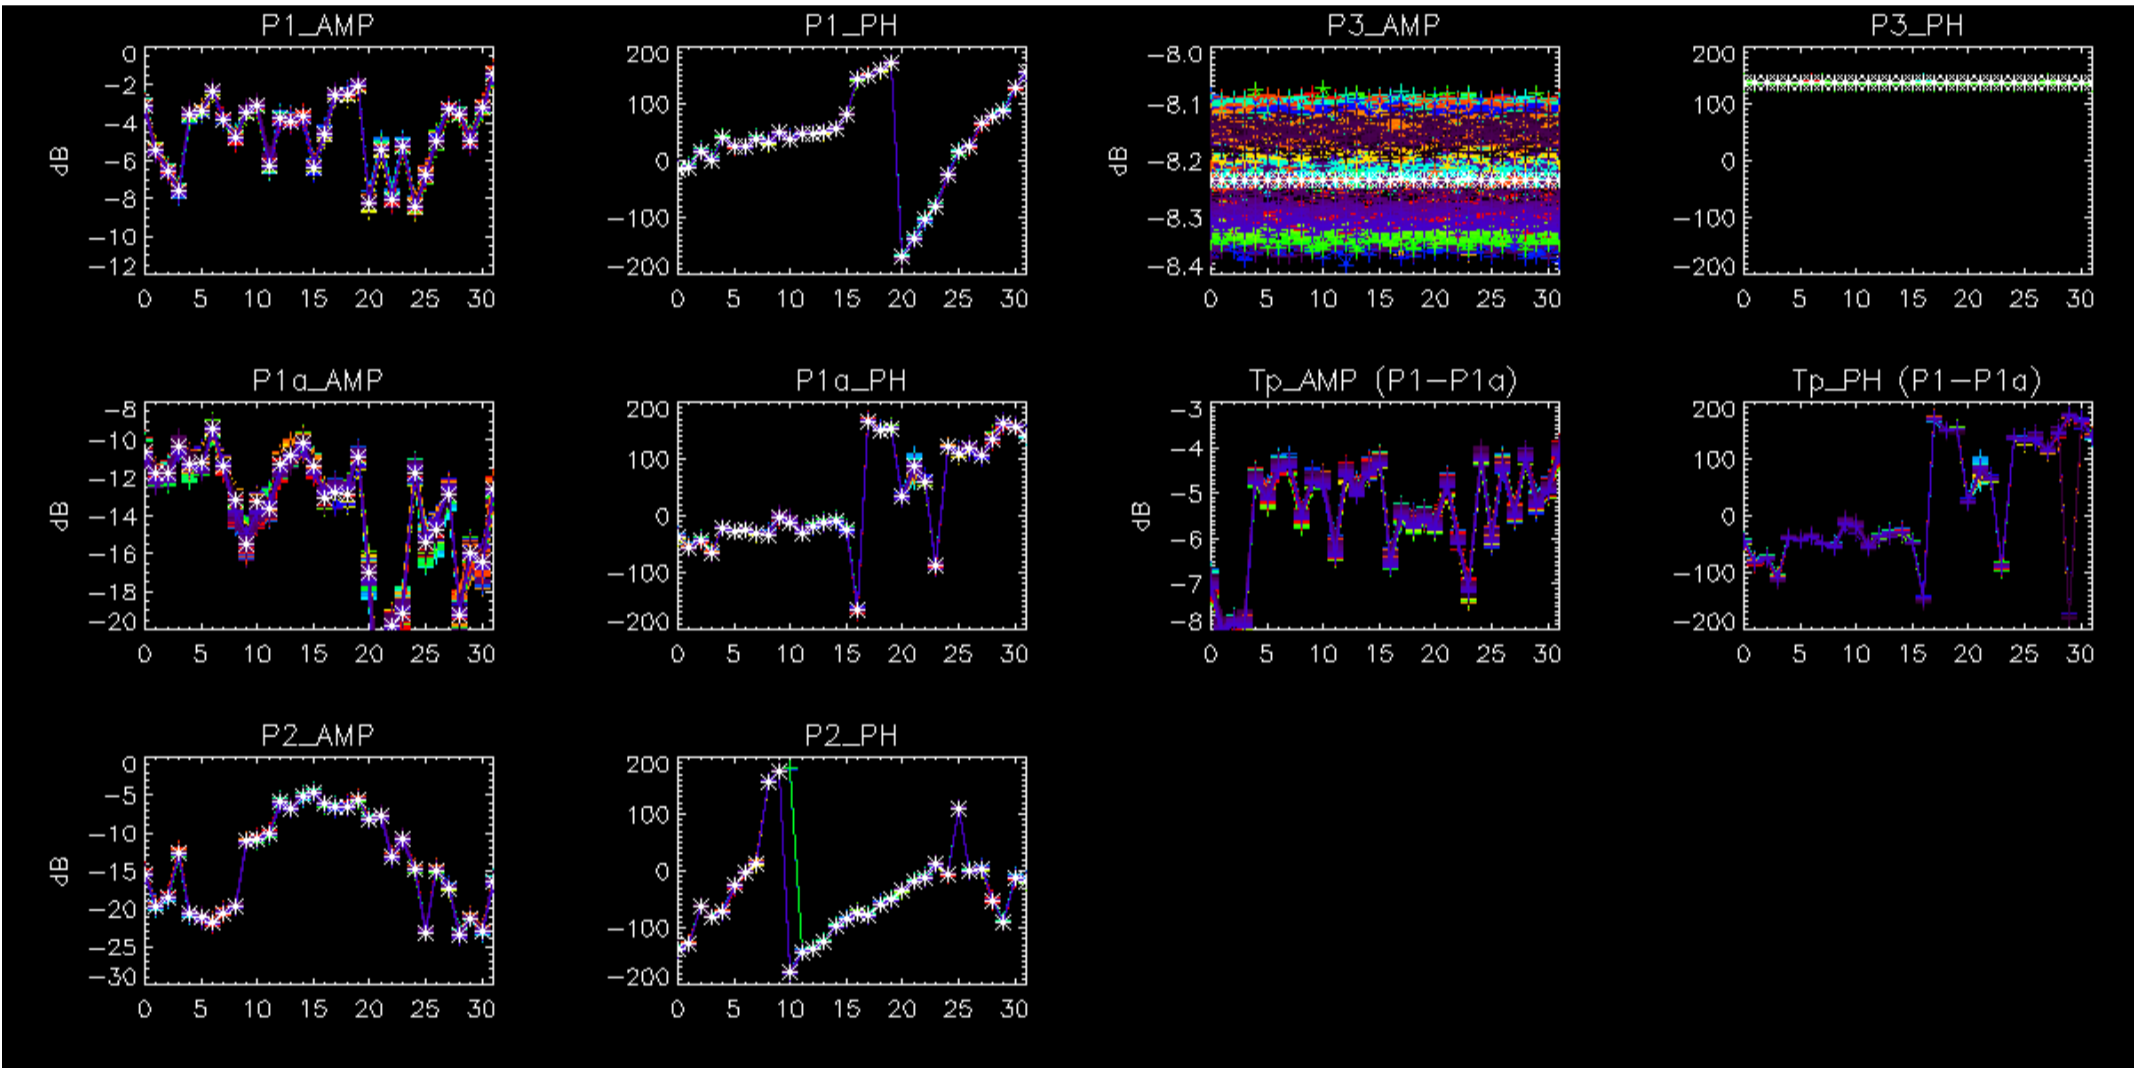 P1_AMP
P1_PH
P3_AMP
P3_PH
0
-2
-4
-6
-8
-10
-12
dB
0 5 10 15 20 25 30
200
100
0
-100
-200
0 5 10 15 20 25 30
-8.0
-8.1
-8.2
-8.3
-8.4
dB
0 5 10 15 20 25 30
200
100
0
-100
-200
0 5 10 15 20 25 30
P1a_AMP
P1a_PH
Tp_AMP (P1-P1a)
Tp_PH (P1-P1a)
-8
-10
-12
-14
-16
-18
-20
dB
0 5 10 15 20 25 30
200
100
0
-100
-200
0 5 10 15 20 25 30
-3
-4
-5
-6
-7
-8
dB
0 5 10 15 20 25 30
200
100
0
-100
-200
0 5 10 15 20 25 30
P2_AMP
P2_PH
0
-5
-10
-15
-20
-25
-30
dB
0 5 10 15 20 25 30
200
100
0
-100
-200
0 5 10 15 20 25 30